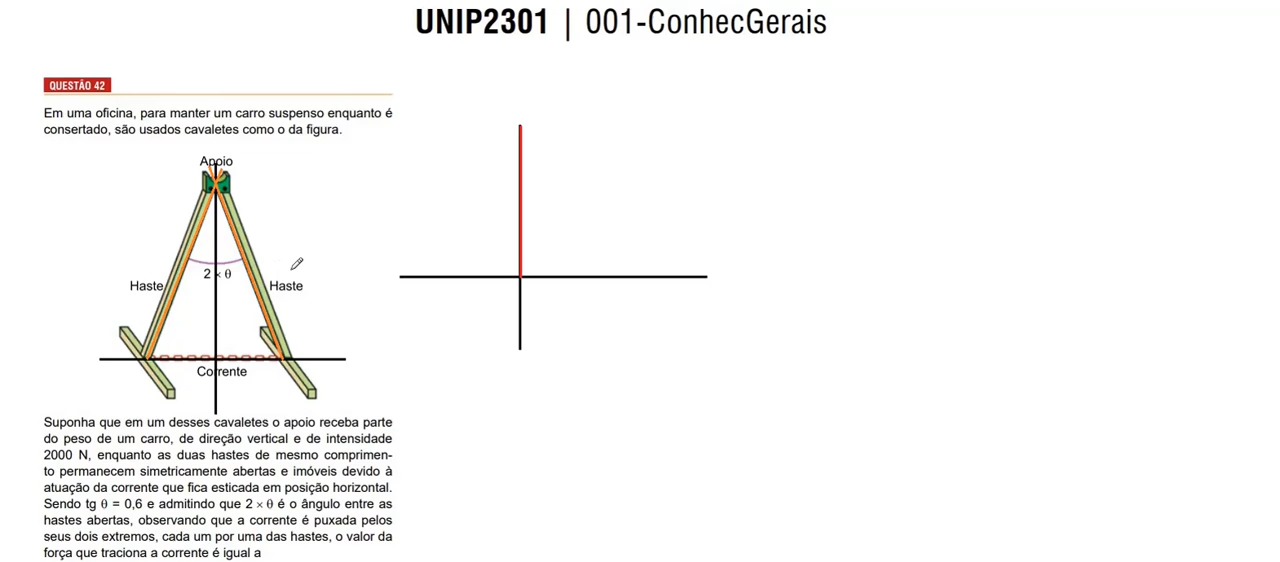 UNIP2301 | 001-ConhecGerais
QUESTÃO 42
Em uma oficina, para manter um carro suspenso enquanto é
consertado, são usados cavaletes como o da figura.
Apoio
2 × θ
Haste
Haste
Corrente
Suponha que em um desses cavaletes o apoio receba parte
do peso de um carro, de direção vertical e de intensidade
2000 N, enquanto as duas hastes de mesmo comprimen-
to permanecem simetricamente abertas e imóveis devido à
atuação da corrente que fica esticada em posição horizontal.
Sendo tg θ = 0,6 e admitindo que 2 × θ é o ângulo entre as
hastes abertas, observando que a corrente é puxada pelos
seus dois extremos, cada um por uma das hastes, o valor da
força que traciona a corrente é igual a